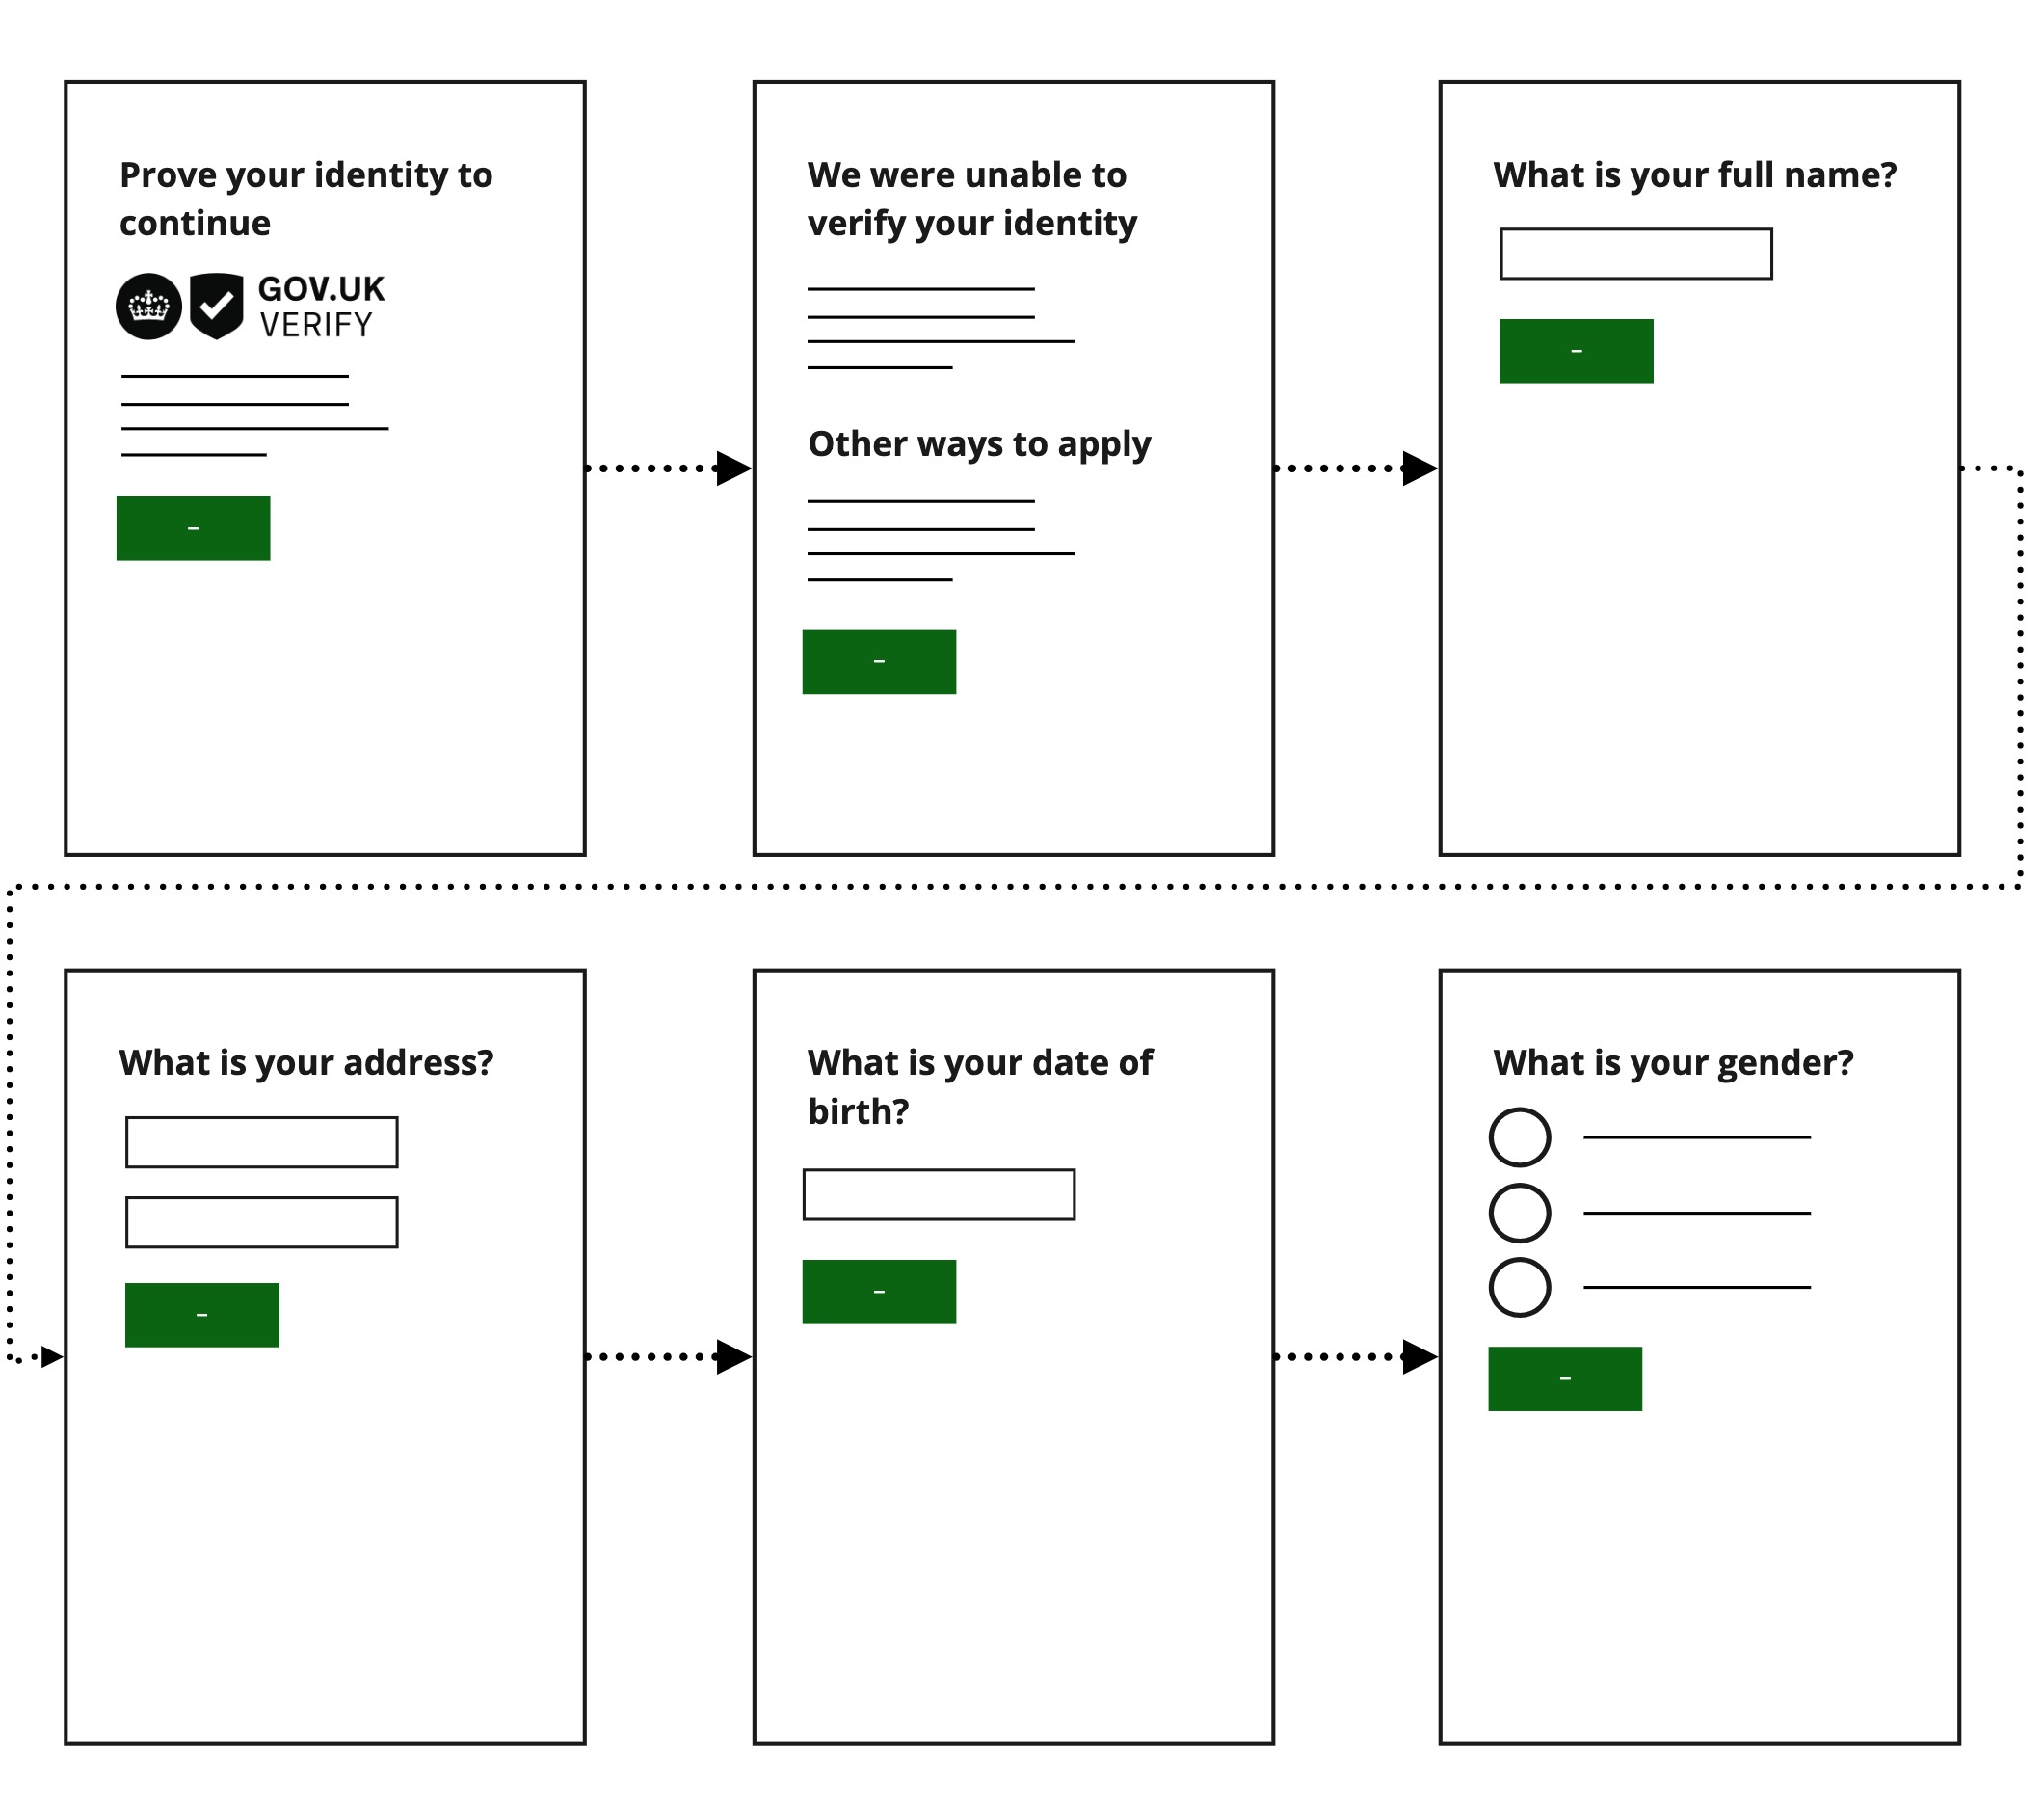 Prove your identity to
continue
GOV.UK
VERIFY
–
We were unable to
verify your identity
Other ways to apply
–
What is your full name?
–
What is your address?
–
What is your date of
birth?
–
What is your gender?
–